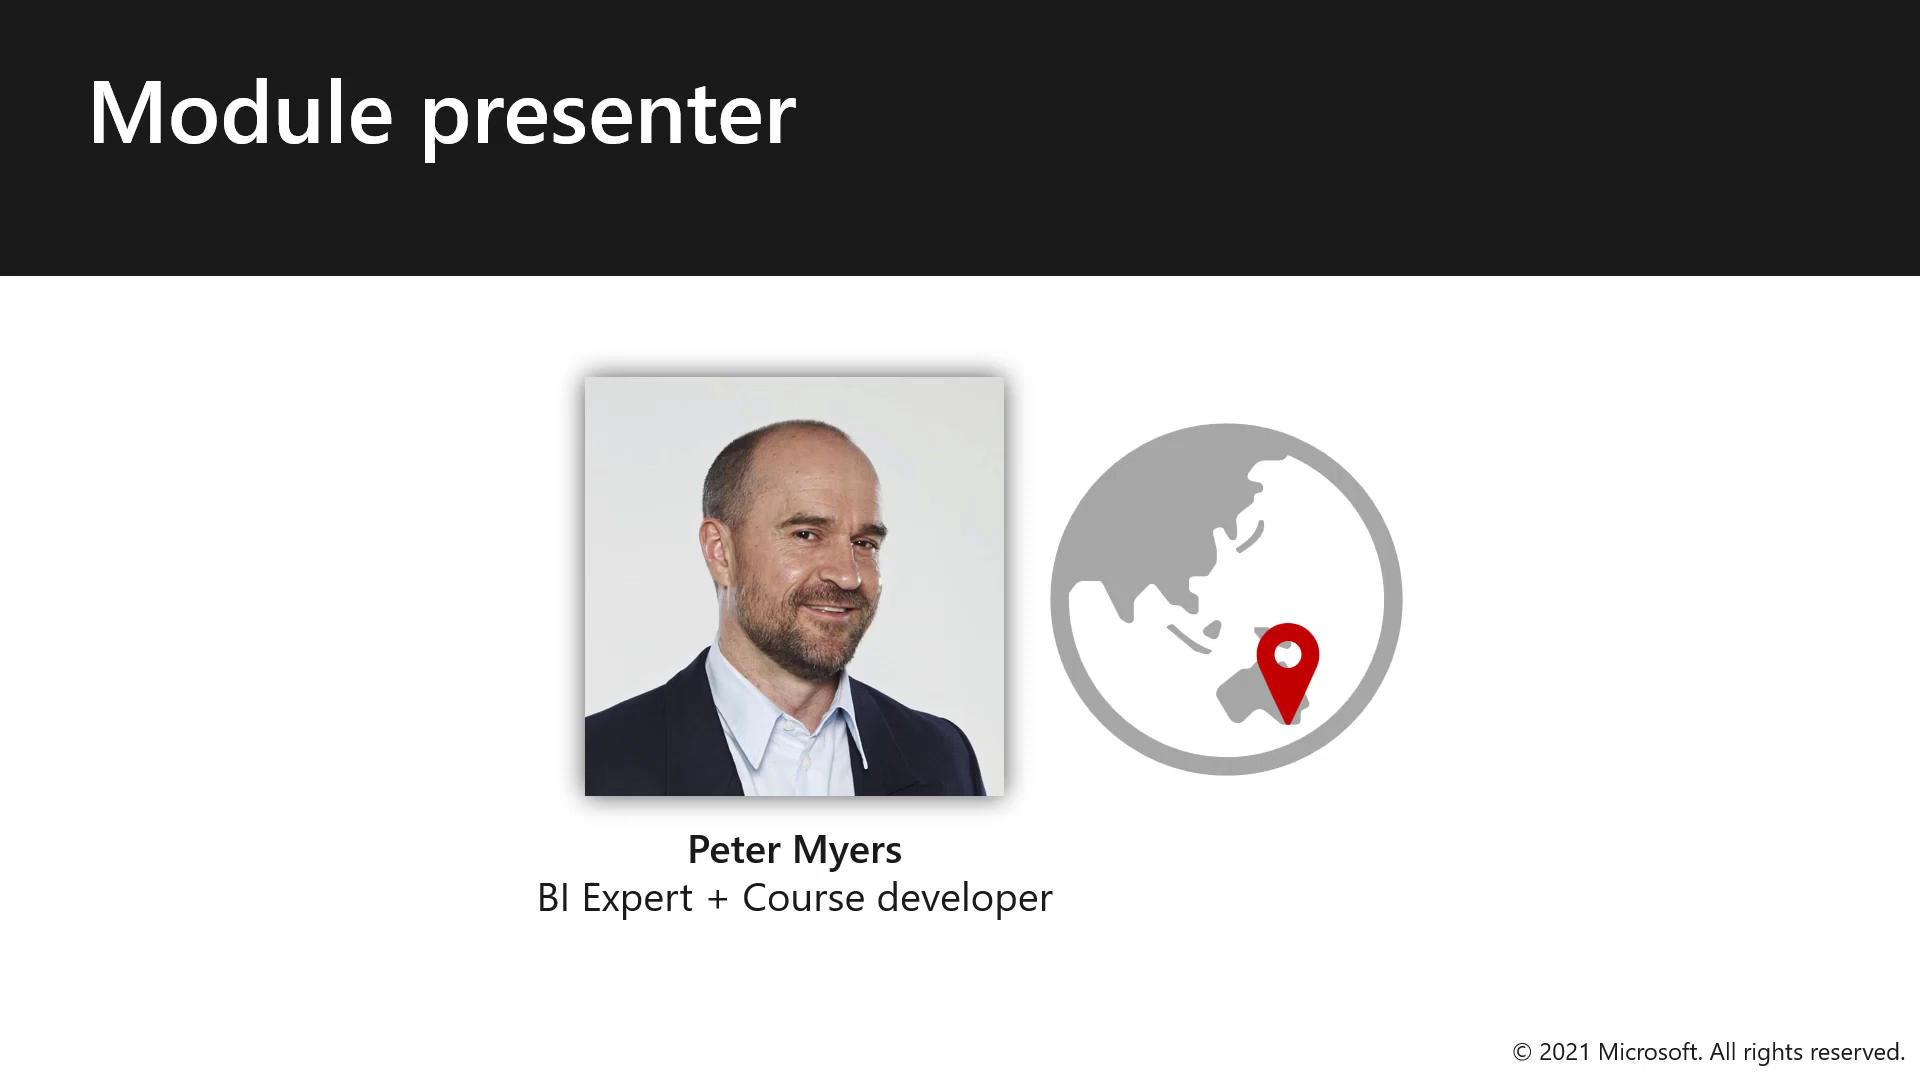 Module presenter
Peter Myers
BI Expert + Course developer
© 2021 Microsoft. All rights reserved.